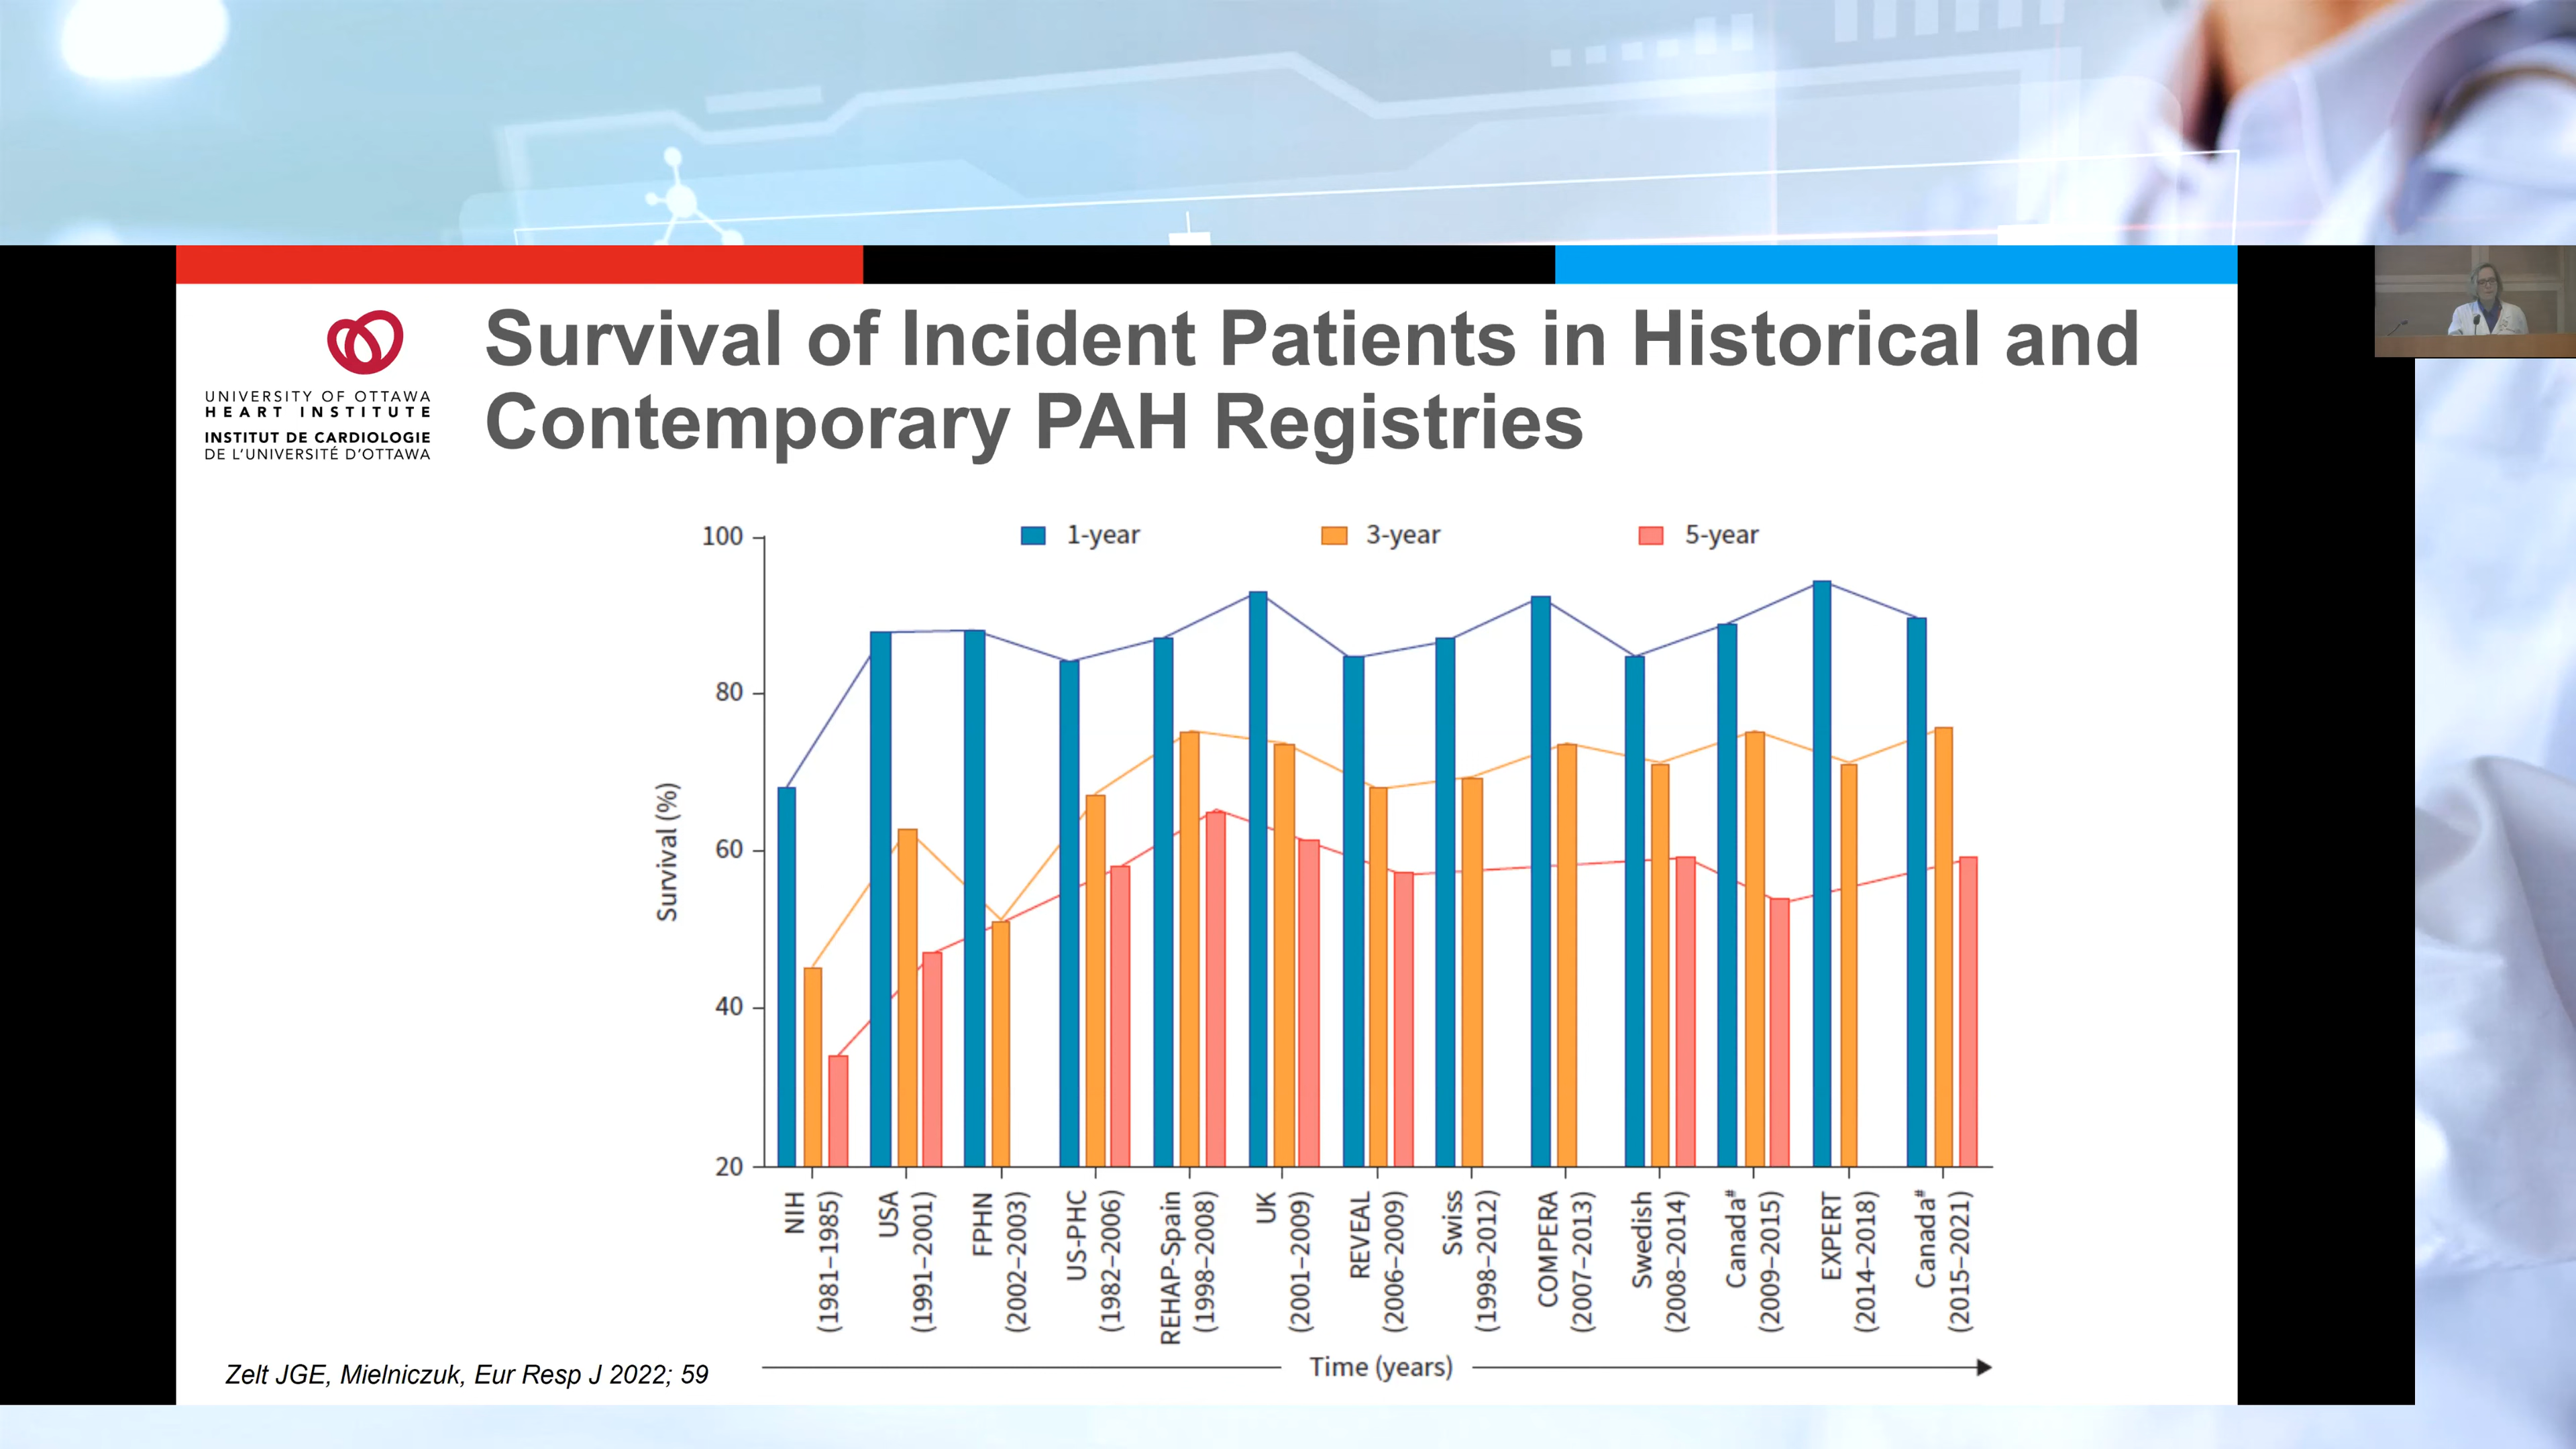 Survival of Incident Patients in Historical and
Contemporary PAH Registries
UNIVERSITY OF OTTAWA
HEART INSTITUTE
INSTITUT DE CARDIOLOGIE
DE L'UNIVERSITÉ D'OTTAWA
1-year
3-year
5-year
100
80
60
40
20
Survival (%)
NIH
(1981–1985)
USA
(1991–2001)
FPHN
(2002–2003)
US-PHC
(1982–2006)
REHAP-Spain
(1998–2008)
UK
(2001–2009)
REVEAL
(2006–2009)
Swiss
(1998–2012)
COMPERA
(2007–2013)
Swedish
(2008–2014)
Canada#
(2009–2015)
EXPERT
(2014–2018)
Canada#
(2015–2021)
Time (years)
Zelt JGE, Mielniczuk, Eur Resp J 2022; 59